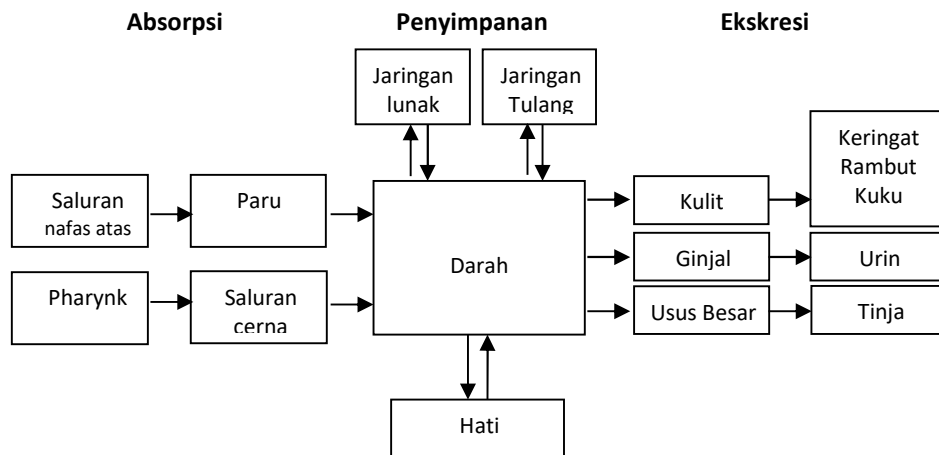 Absorpsi
Penyimpanan
Ekskresi
Jaringan
lunak
Jaringan
Tulang
Keringat
Rambut
Kuku
Saluran
nafas atas
Paru
Kulit
Darah
Ginjal
Urin
Pharynk
Saluran
cerna
Usus Besar
Tinja
Hati